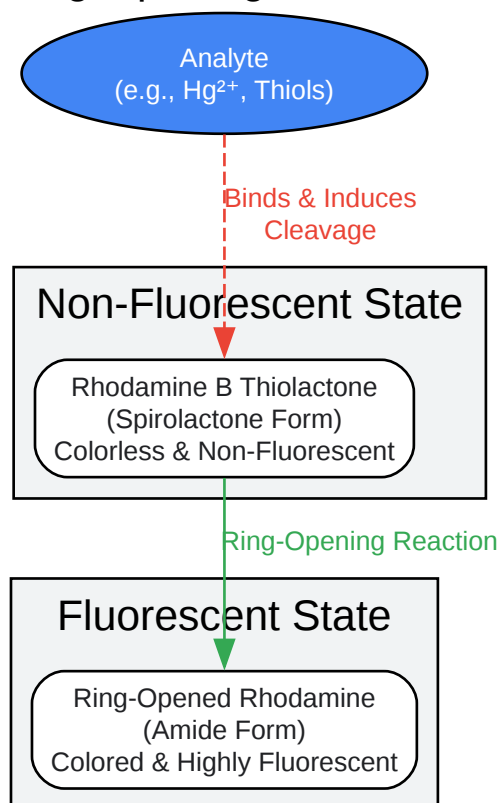 Analyte
(e.g., Hg²⁺, Thiols)
Binds & Induces
Cleavage
Non-Fluorescent State
Rhodamine B Thiolactone
(Spirolactone Form)
Colorless & Non-Fluorescent
Ring-Opening Reaction
Fluorescent State
Ring-Opened Rhodamine
(Amide Form)
Colored & Highly Fluorescent